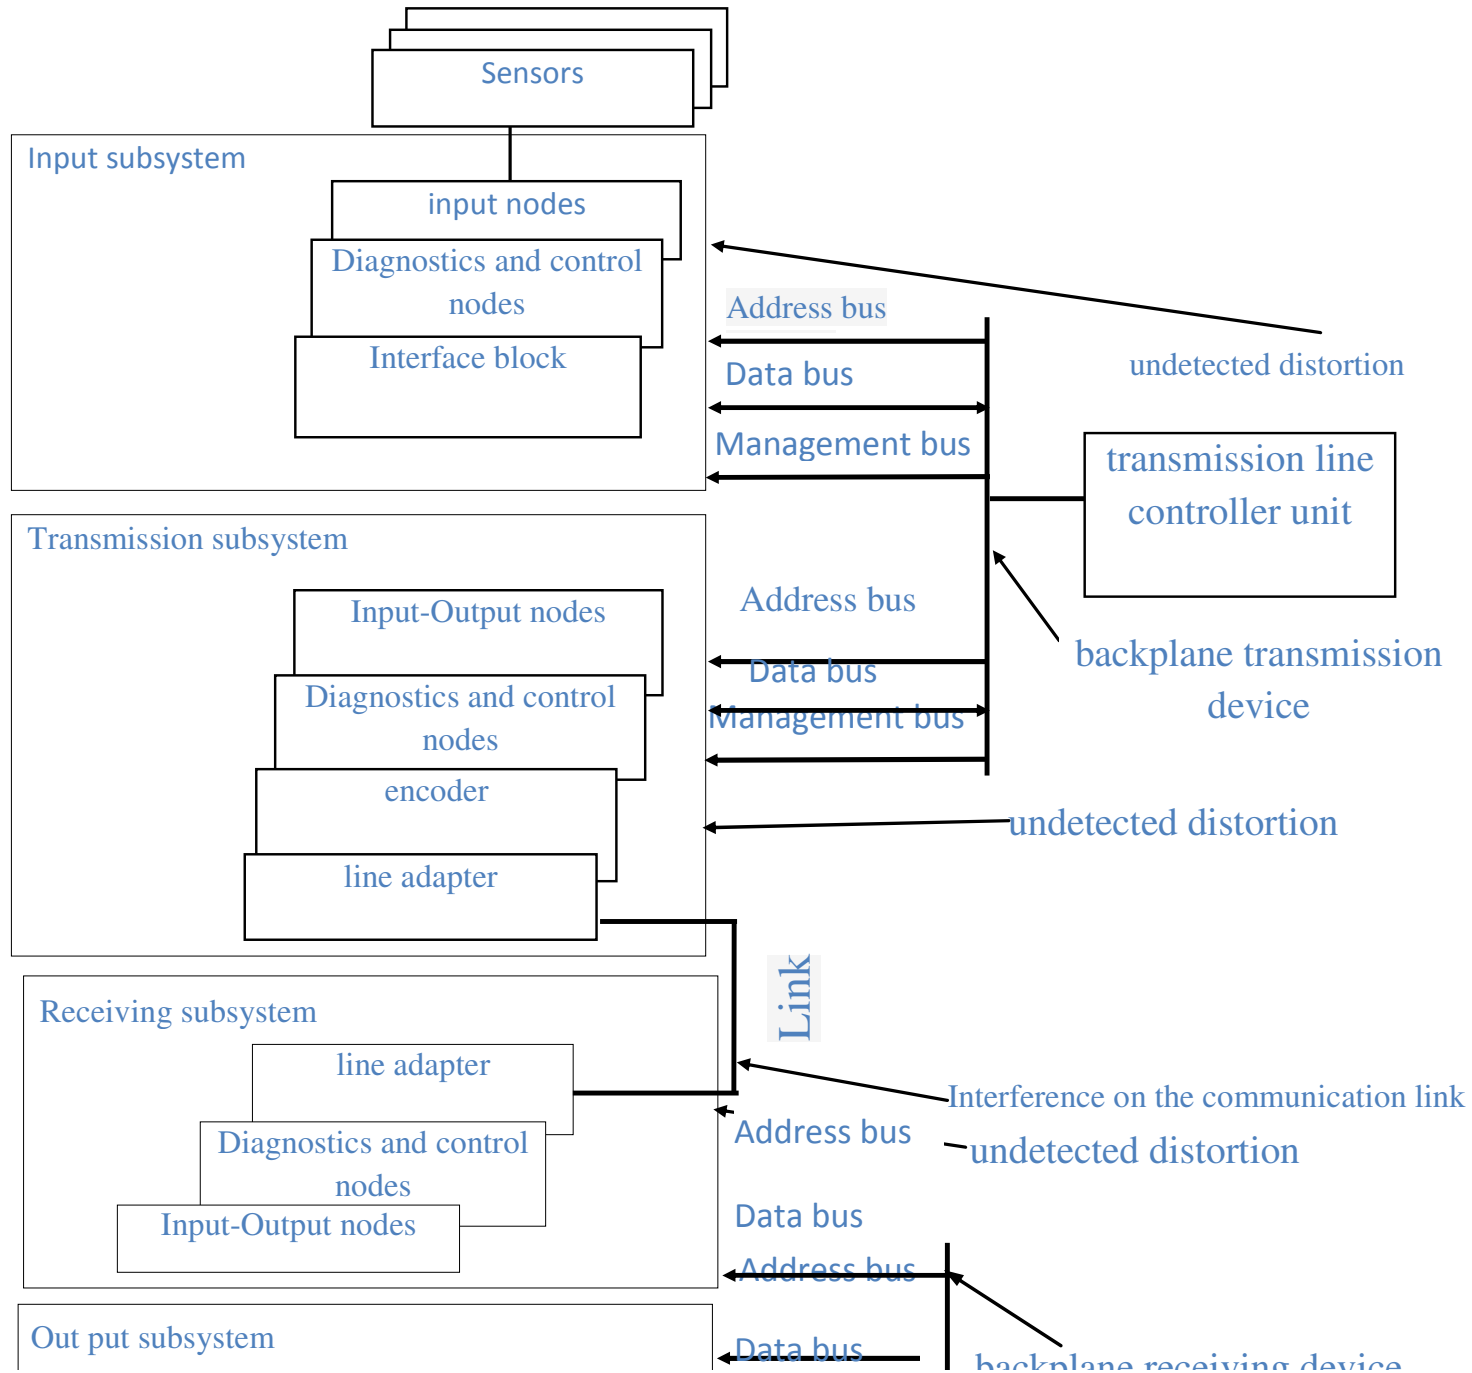 Sensors
Input subsystem
input nodes
Diagnostics and control
nodes
Interface block
Address bus
Data bus
Management bus
undetected distortion
transmission line
controller unit
Transmission subsystem
Input-Output nodes
Diagnostics and control
nodes
encoder
line adapter
Address bus
Data bus
Management bus
backplane transmission
device
undetected distortion
Link
Receiving subsystem
line adapter
Diagnostics and control
nodes
Input-Output nodes
Interference on the communication link
Address bus
undetected distortion
Data bus
Address bus
Out put subsystem
Data bus
backplane receiving device